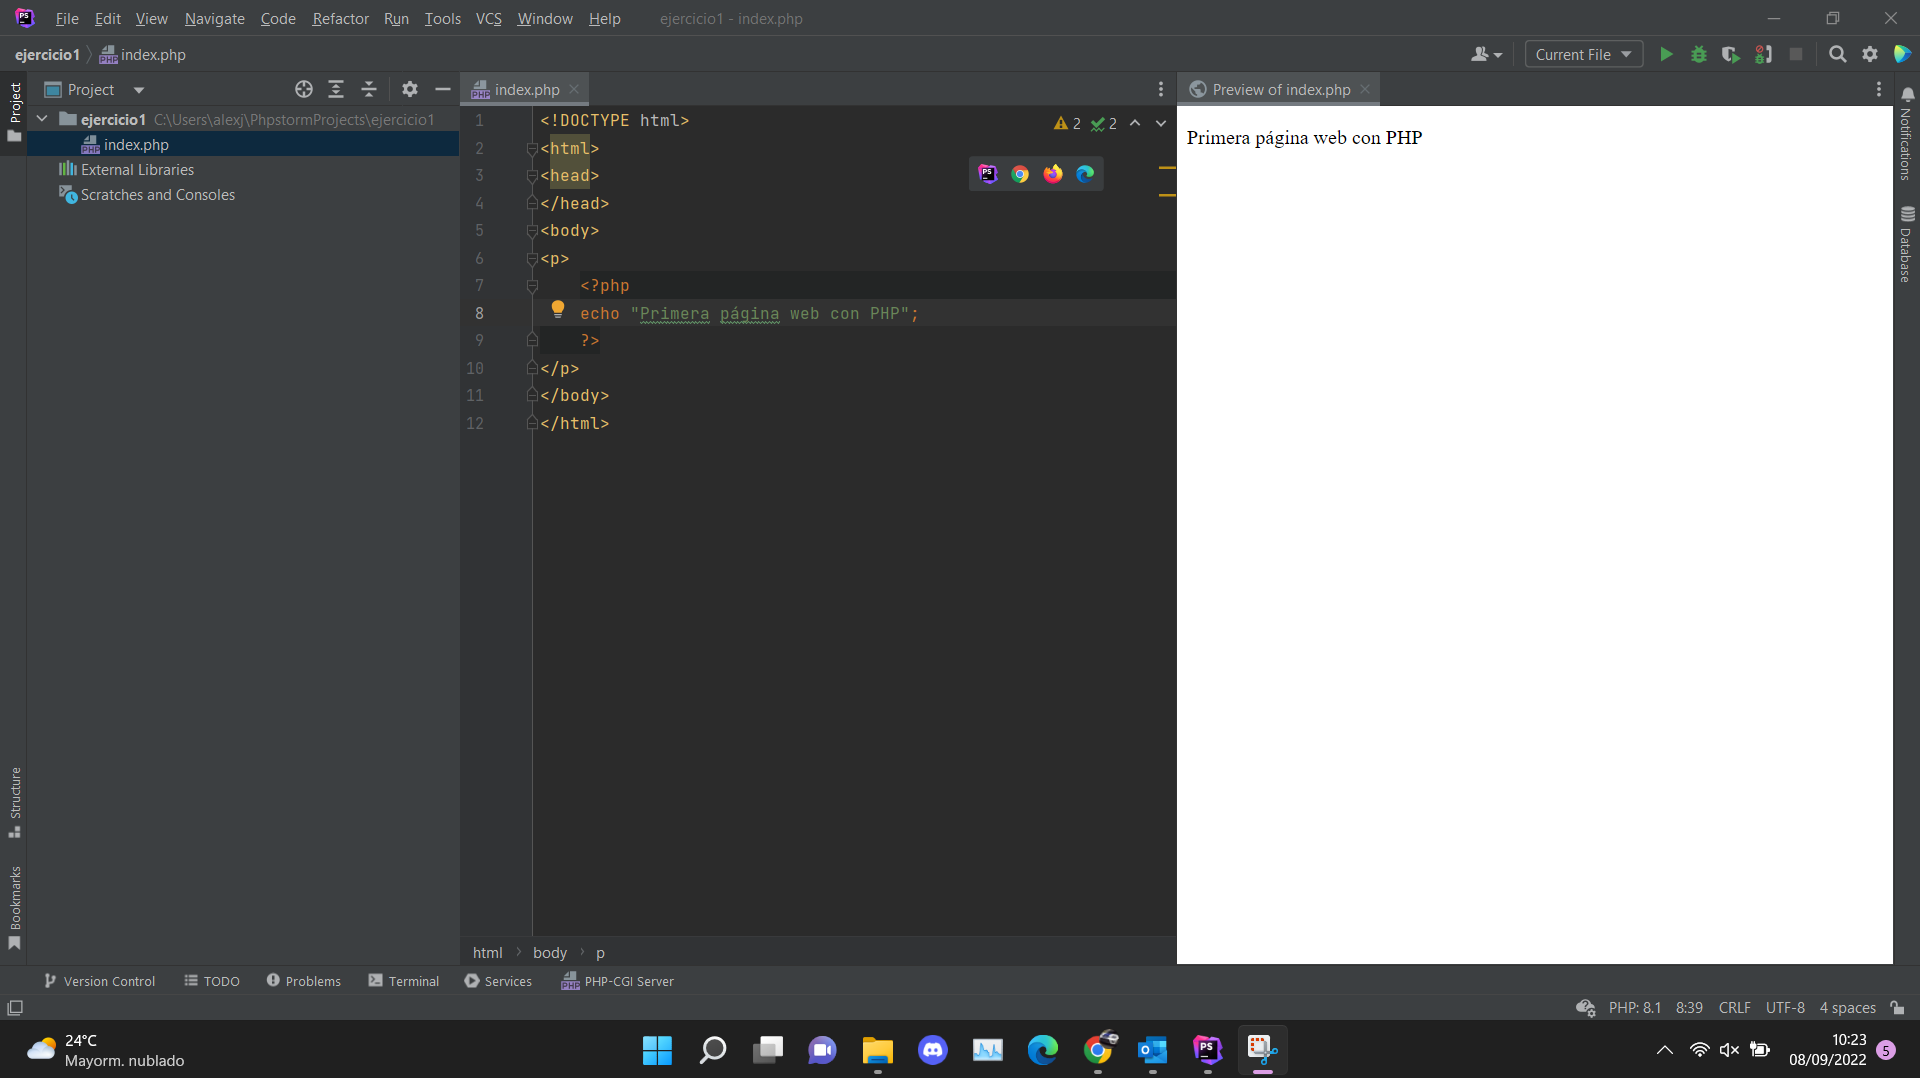 File Edit View Navigate Code Refactor Run Tools VCS Window Help ejercicio1 - index.php
ejercicio1 index.php
Current File
Project
Project
index.php
Preview of index.php
ejercicio1 C:\Users\alexj\PhpstormProjects\ejercicio1
index.php
External Libraries
Scratches and Consoles
2 2
1 <!DOCTYPE html>
2 <html>
3 <head>
4 </head>
5 <body>
6 <p>
7 <?php
8 echo "Primera página web con PHP";
9 ?>
10 </p>
11 </body>
12 </html>
Primera página web con PHP
Notifications
Database
Structure
Bookmarks
html body p
Version Control TODO Problems Terminal Services PHP-CGI Server
PHP: 8.1 8:39 CRLF UTF-8 4 spaces
24°C
Mayorm. nublado
10:23
08/09/2022
5